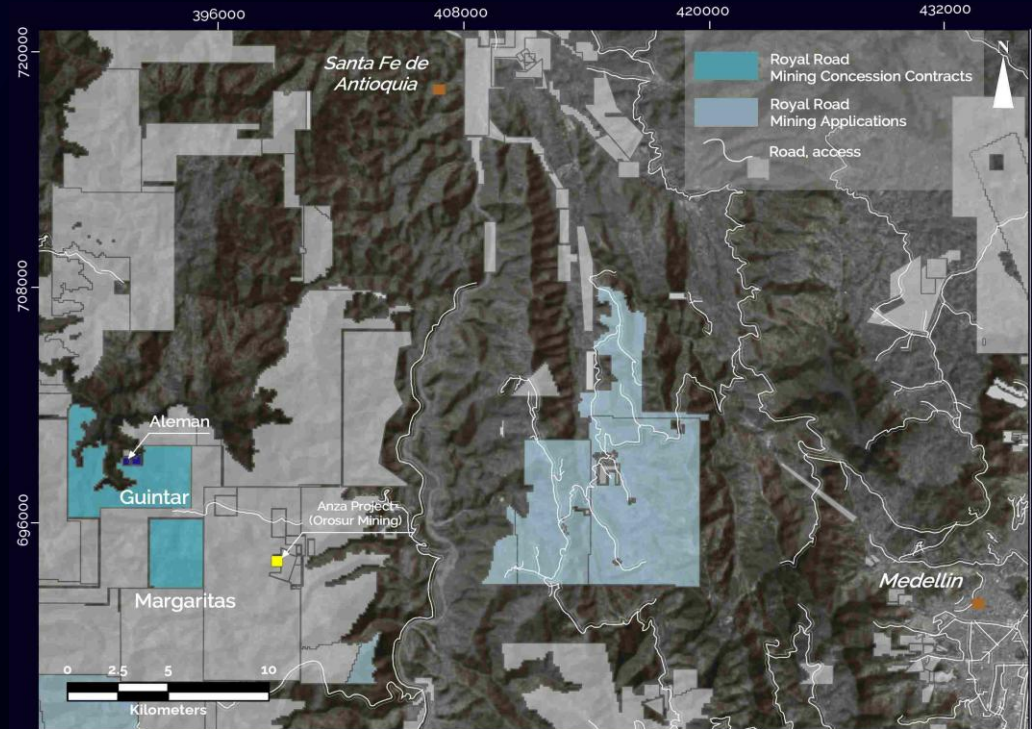 396000
408000
420000
432000
720000
708000
696000
Santa Fe de
Antioquia
N
Royal Road
Mining Concession Contracts
Royal Road
Mining Applications
Road, access
Aleman
Guintar
Anza Project
(Orosur Mining)
Margaritas
Medellin
0 2.5 5 10
Kilometers